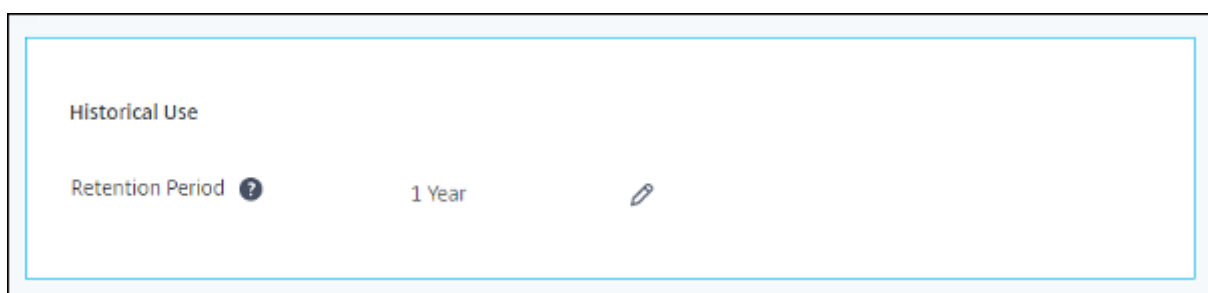 Historical Use
Retention Period ? 1 Year